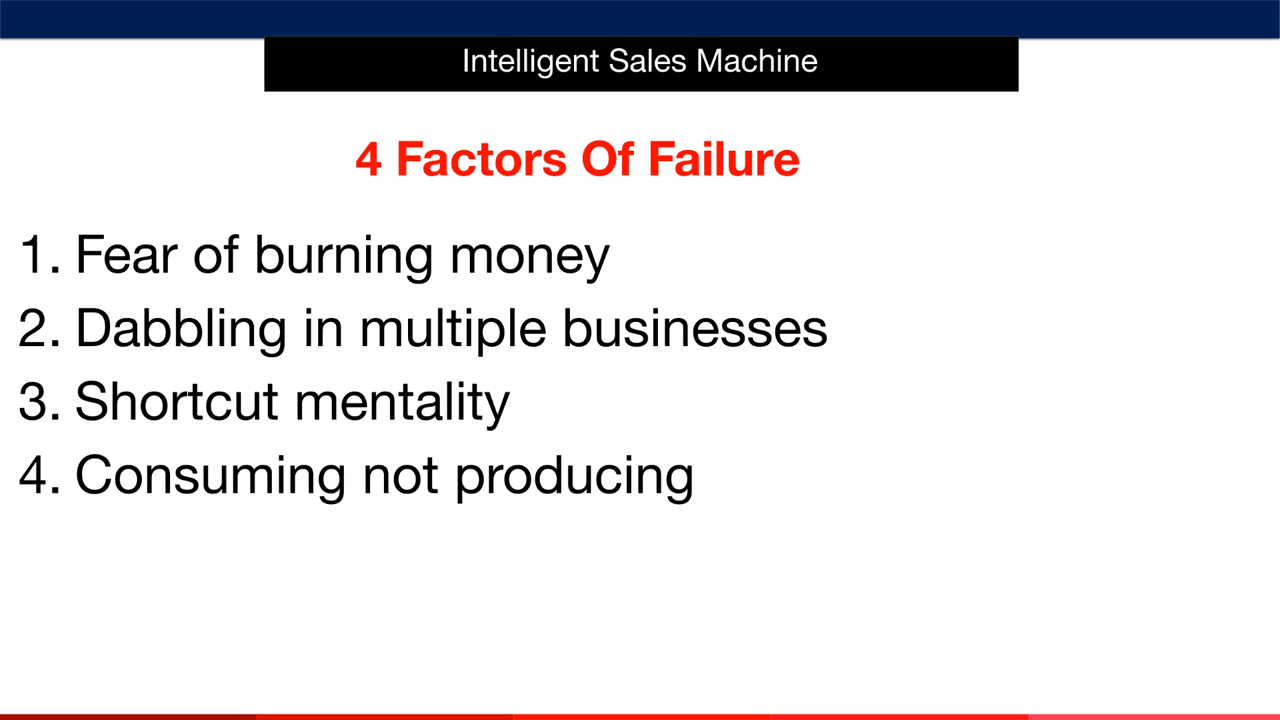 Intelligent Sales Machine
4 Factors Of Failure
1. Fear of burning money
2. Dabbling in multiple businesses
3. Shortcut mentality
4. Consuming not producing